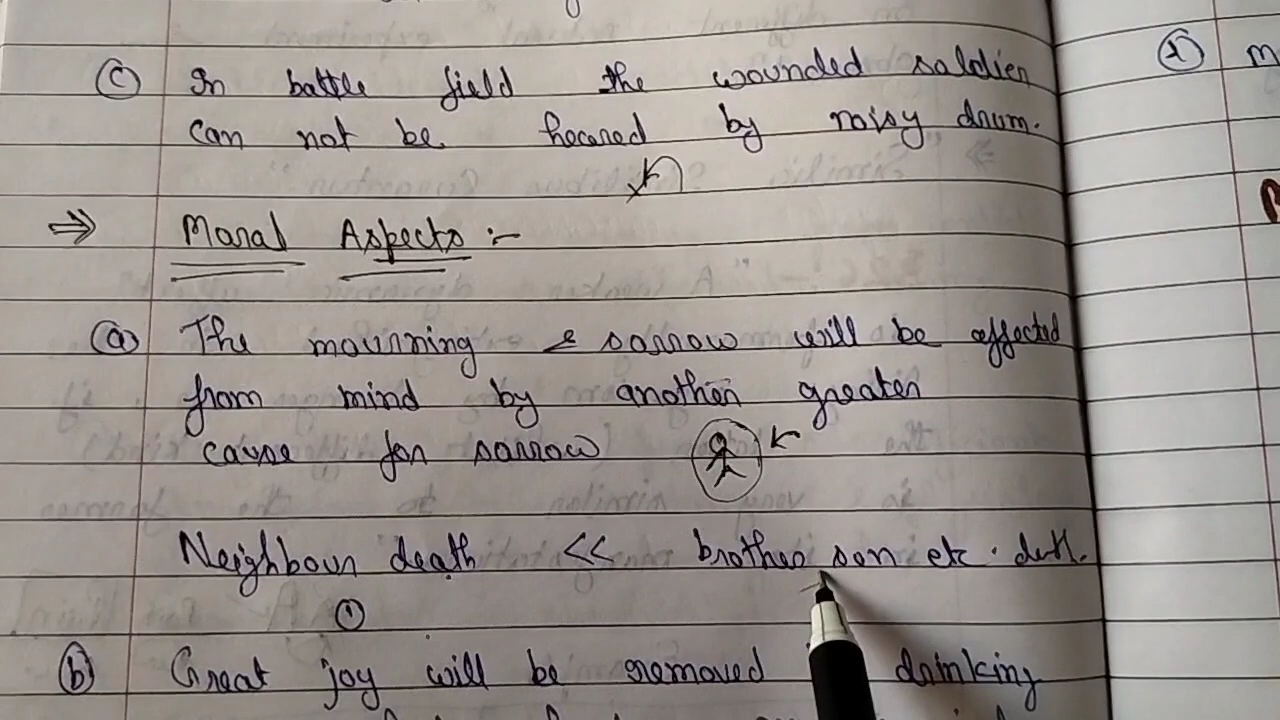 (c) In battle field the wounded soldier
can not be heared by noisy drum.
⇒ Moral Aspects :-
(a) The mourning & sorrow will be effected
from mind by another greater
cause for sorrow
Neighbour death << brother son etc. deth.
(1)
(b) Great joy will be removed drinking
(d) M